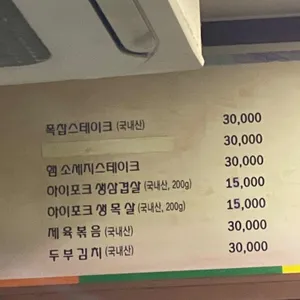 폭찹스테이크 (국내산) 30,000
30,000
햄 소세지스테이크 30,000
아이포크 생삼겹살 (국내산, 200g) 15,000
아이포크 생 목 살 (국내산, 200g) 15,000
제 육 볶 음 (국내산) 30,000
두 부 김 치 (국내산) 30,000